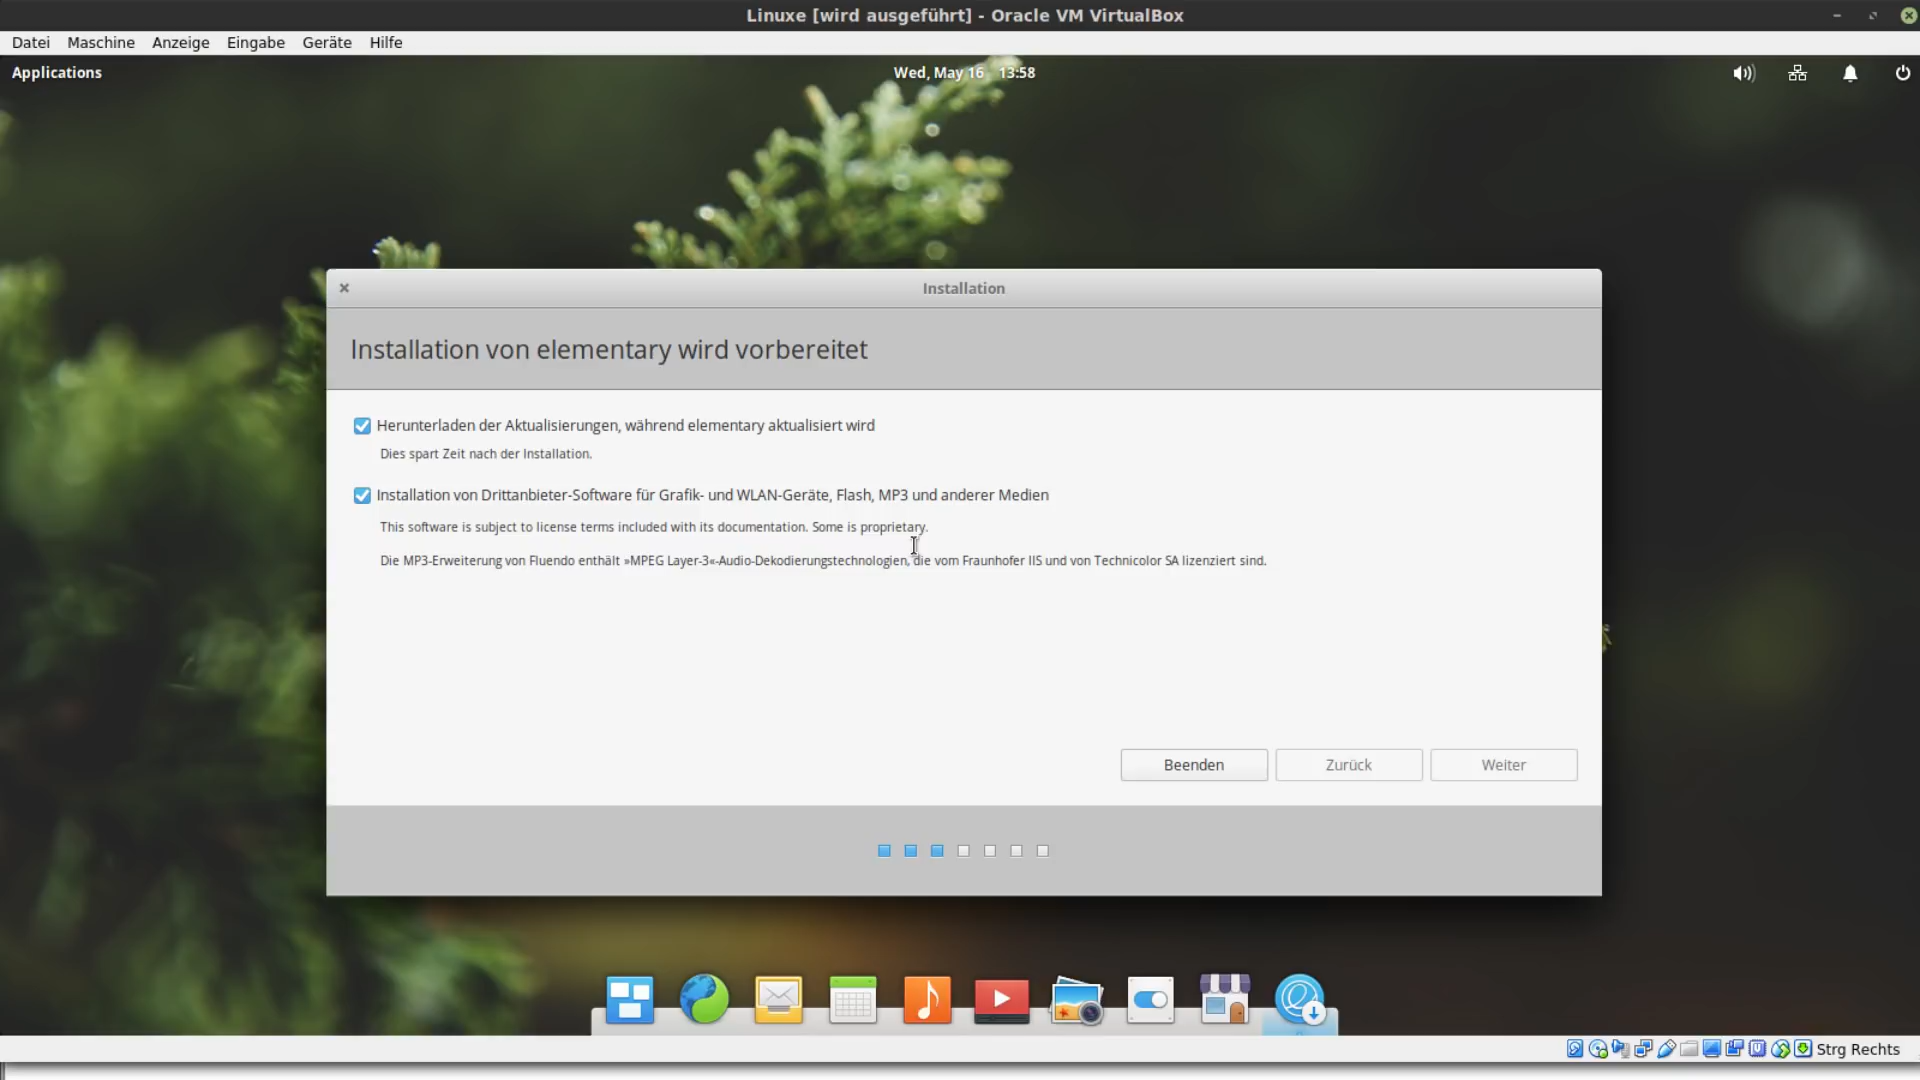 Linuxe [wird ausgeführt] - Oracle VM VirtualBox
Datei Maschine Anzeige Eingabe Geräte Hilfe
Applications Wed, May 16 13:58
Installation
Installation von elementary wird vorbereitet
Herunterladen der Aktualisierungen, während elementary aktualisiert wird
Dies spart Zeit nach der Installation.
Installation von Drittanbieter-Software für Grafik- und WLAN-Geräte, Flash, MP3 und anderer Medien
This software is subject to license terms included with its documentation. Some is proprietary.
Die MP3-Erweiterung von Fluendo enthält »MPEG Layer-3«-Audio-Dekodierungstechnologien, die vom Fraunhofer IIS und von Technicolor SA lizenziert sind.
Beenden Zurück Weiter
Strg Rechts